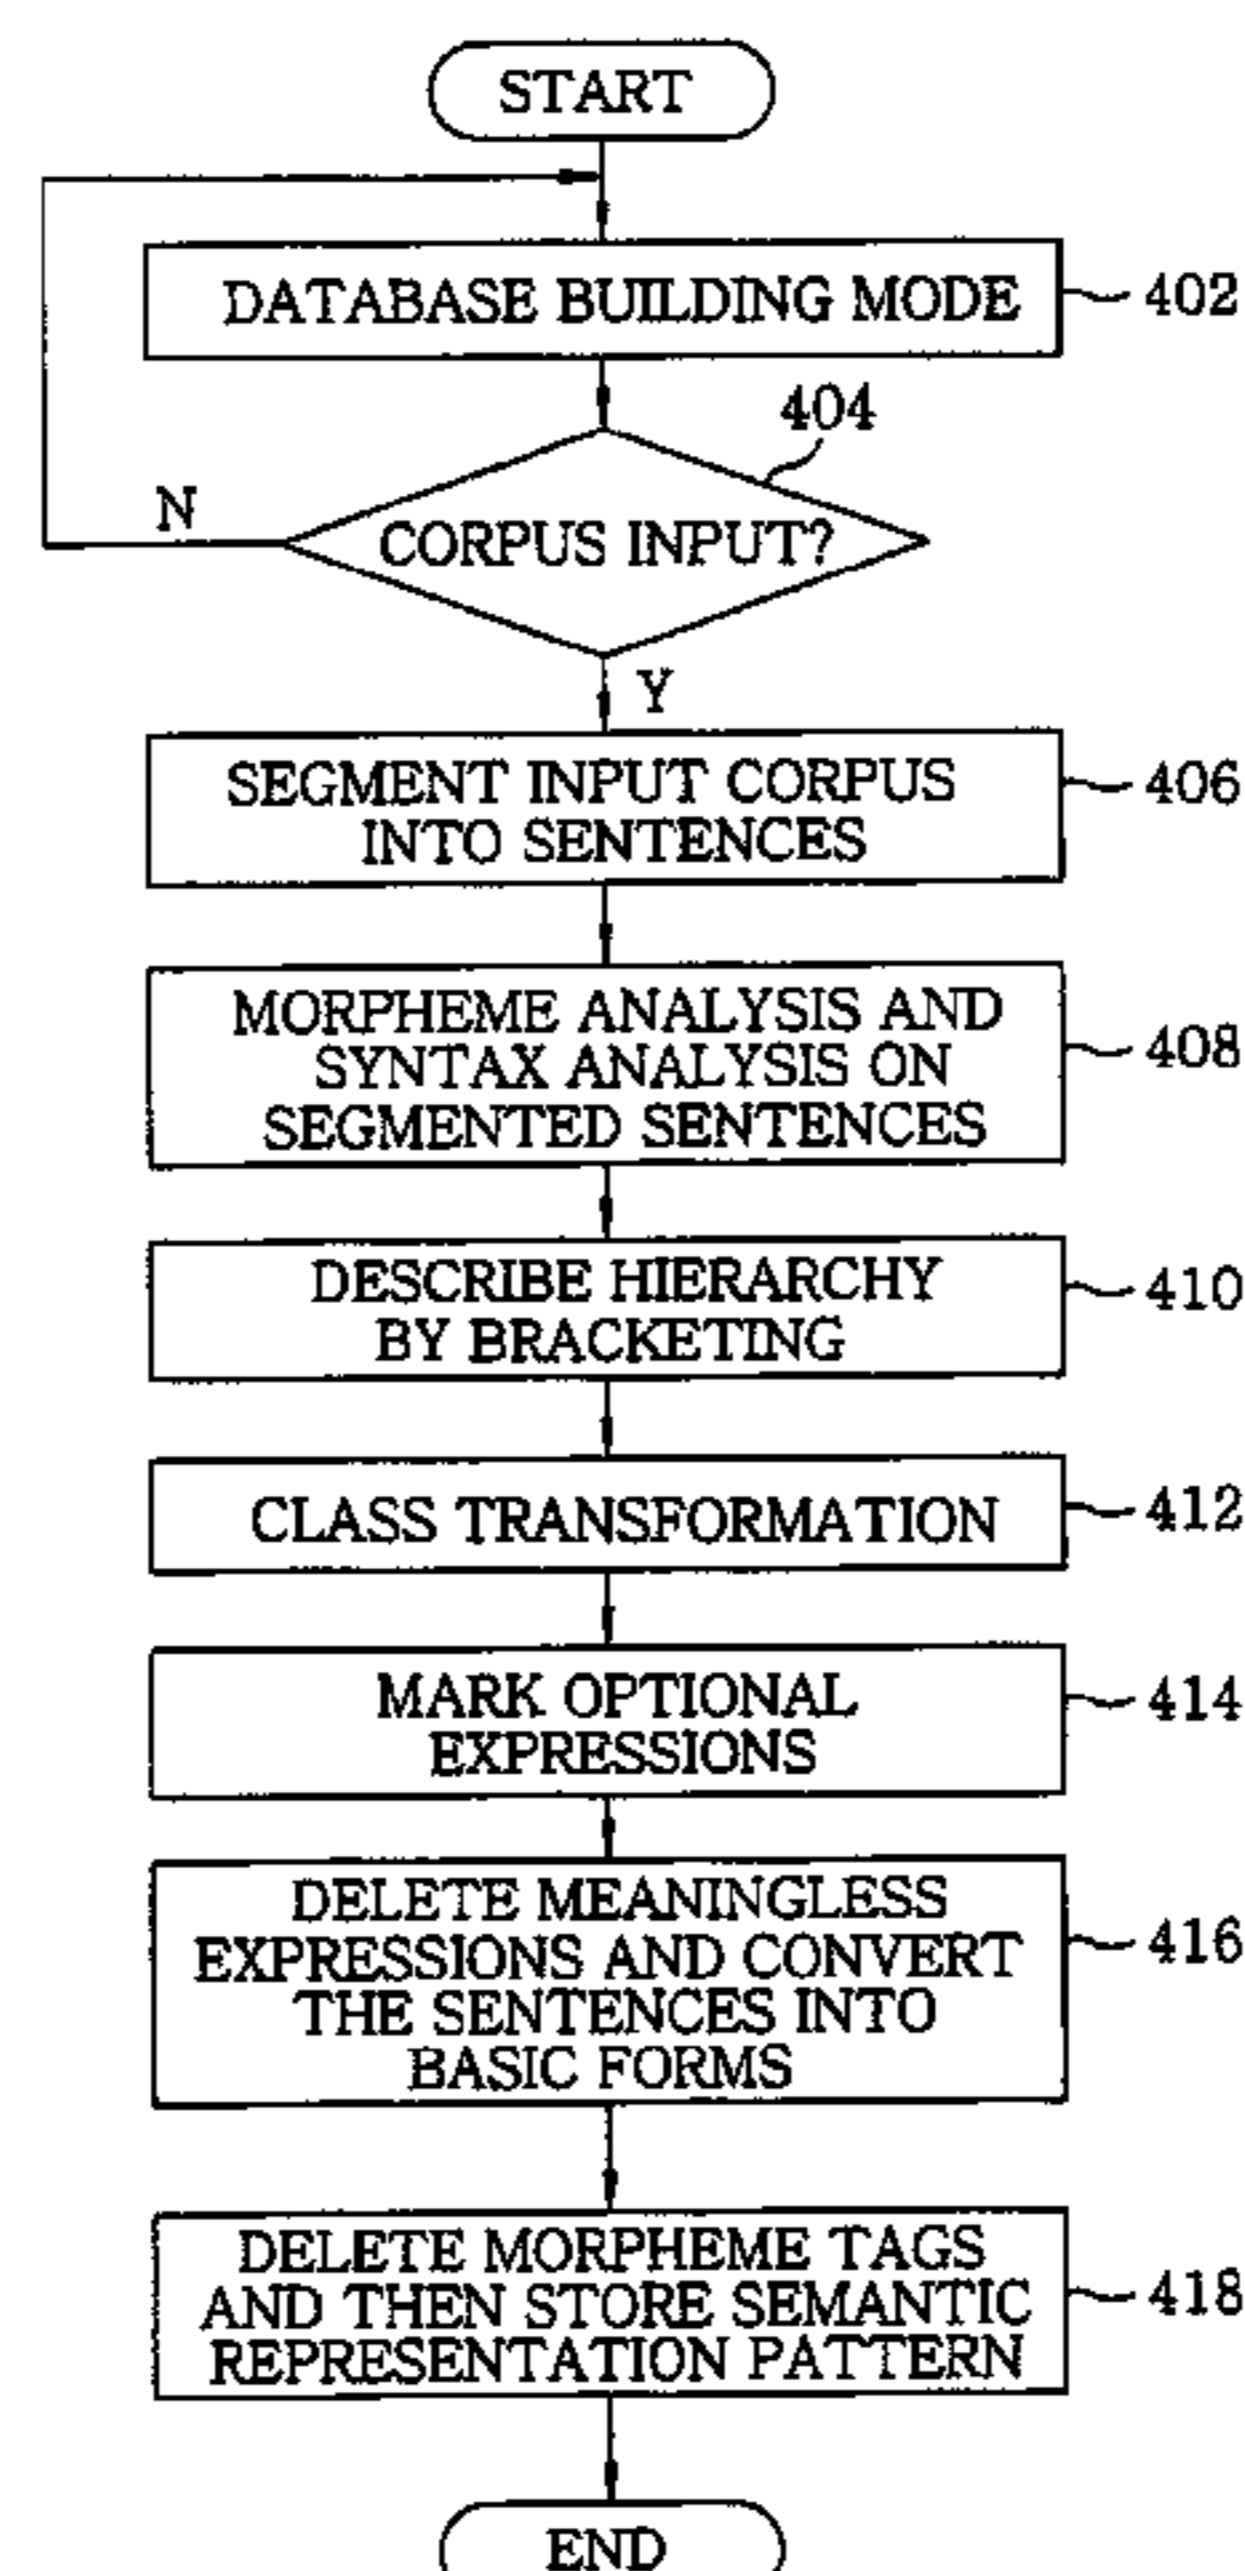 START
DATABASE BUILDING MODE
402
404
N
CORPUS INPUT?
Y
SEGMENT INPUT CORPUS
INTO SENTENCES
406
MORPHEME ANALYSIS AND
SYNTAX ANALYSIS ON
SEGMENTED SENTENCES
408
DESCRIBE HIERARCHY
BY BRACKETING
410
CLASS TRANSFORMATION
412
MARK OPTIONAL
EXPRESSIONS
414
DELETE MEANINGLESS
EXPRESSIONS AND CONVERT
THE SENTENCES INTO
BASIC FORMS
416
DELETE MORPHEME TAGS
AND THEN STORE SEMANTIC
REPRESENTATION PATTERN
418
END